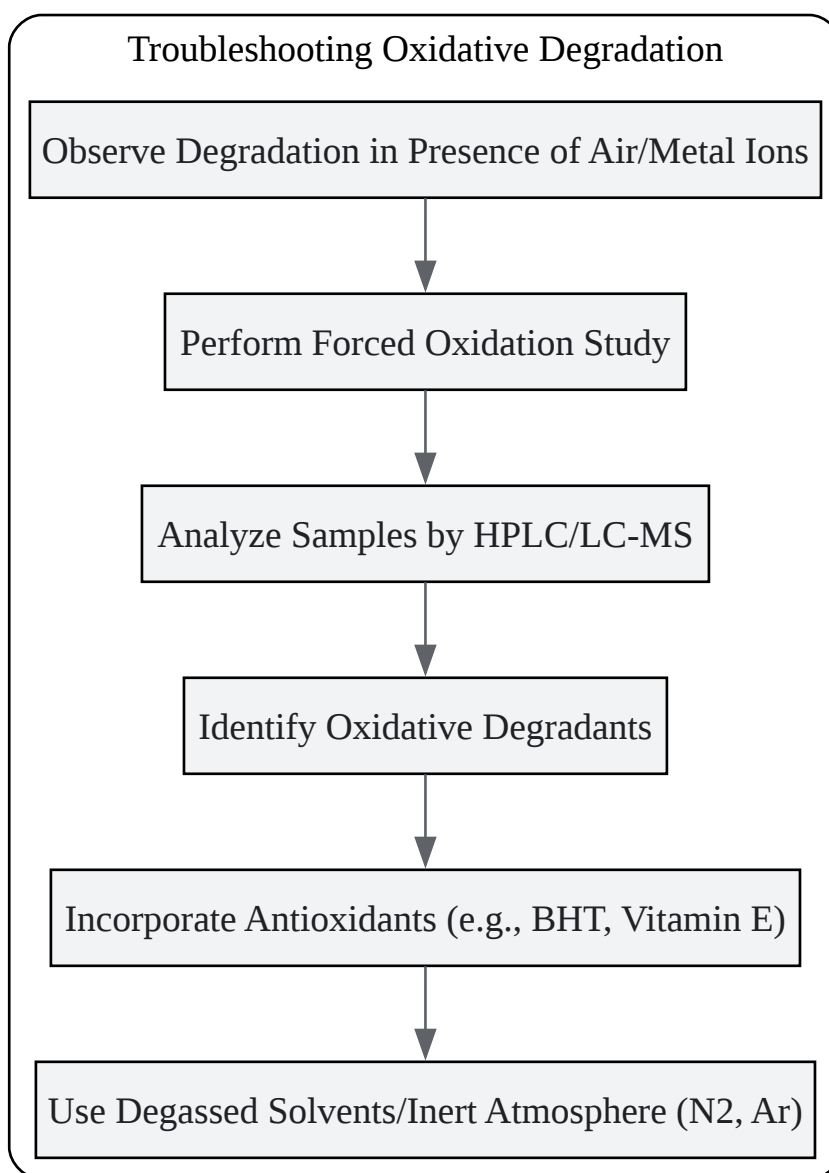 Troubleshooting Oxidative Degradation
Observe Degradation in Presence of Air/Metal Ions
Perform Forced Oxidation Study
Analyze Samples by HPLC/LC-MS
Identify Oxidative Degradants
Incorporate Antioxidants (e.g., BHT, Vitamin E)
Use Degassed Solvents/Inert Atmosphere (N2, Ar)